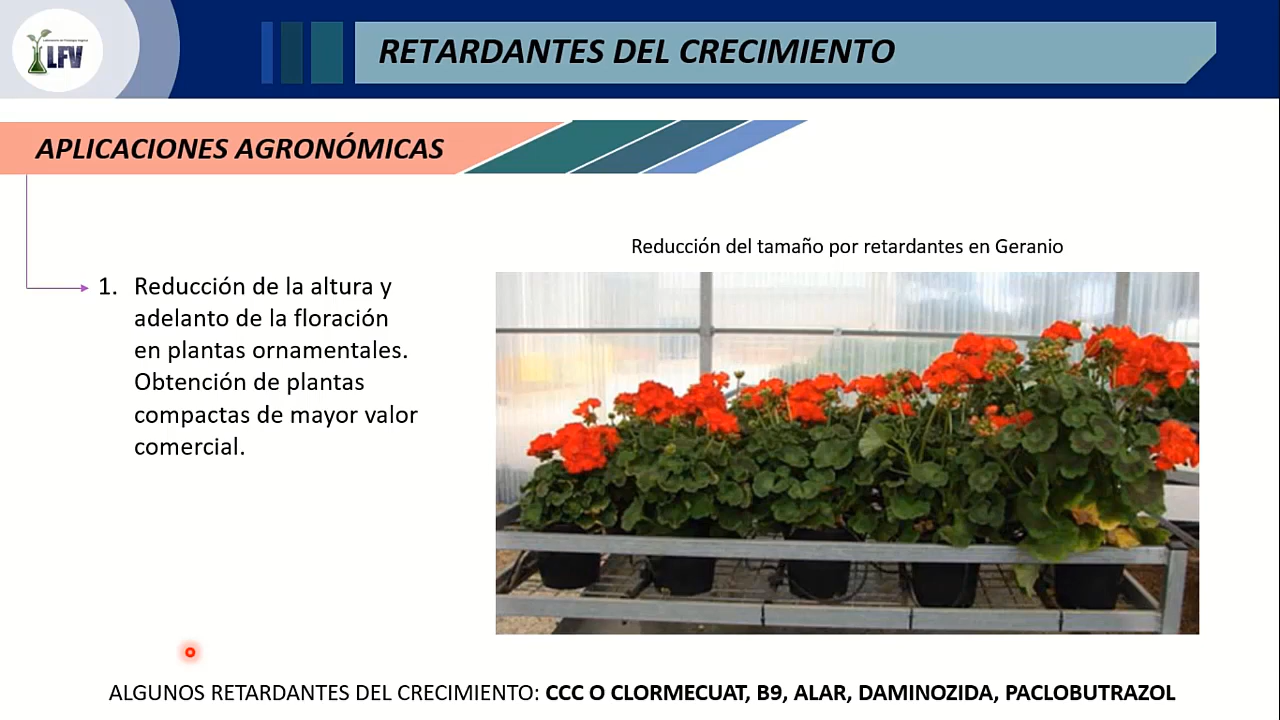 LFV
RETARDANTES DEL CRECIMIENTO
APLICACIONES AGRONÓMICAS
Reducción del tamaño por retardantes en Geranio
1. Reducción de la altura y
adelanto de la floración
en plantas ornamentales.
Obtención de plantas
compactas de mayor valor
comercial.
ALGUNOS RETARDANTES DEL CRECIMIENTO: CCC O CLORMECUAT, B9, ALAR, DAMINOZIDA, PACLOBUTRAZOL